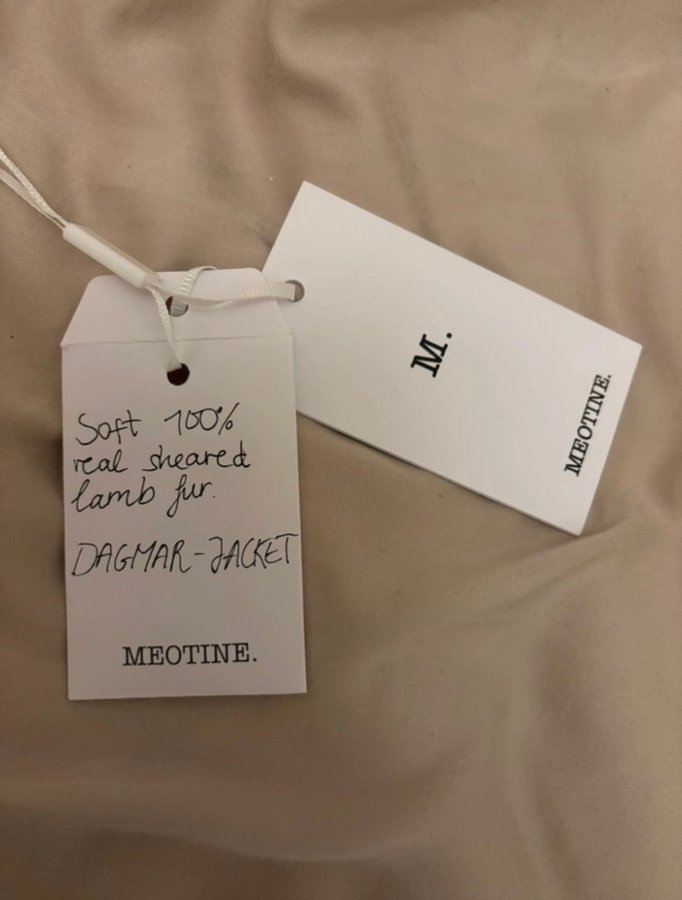 Soft 100%
real sheared
lamb fur.
DAGMAR-JACKET
MEOTINE.
M.
MEOTINE.